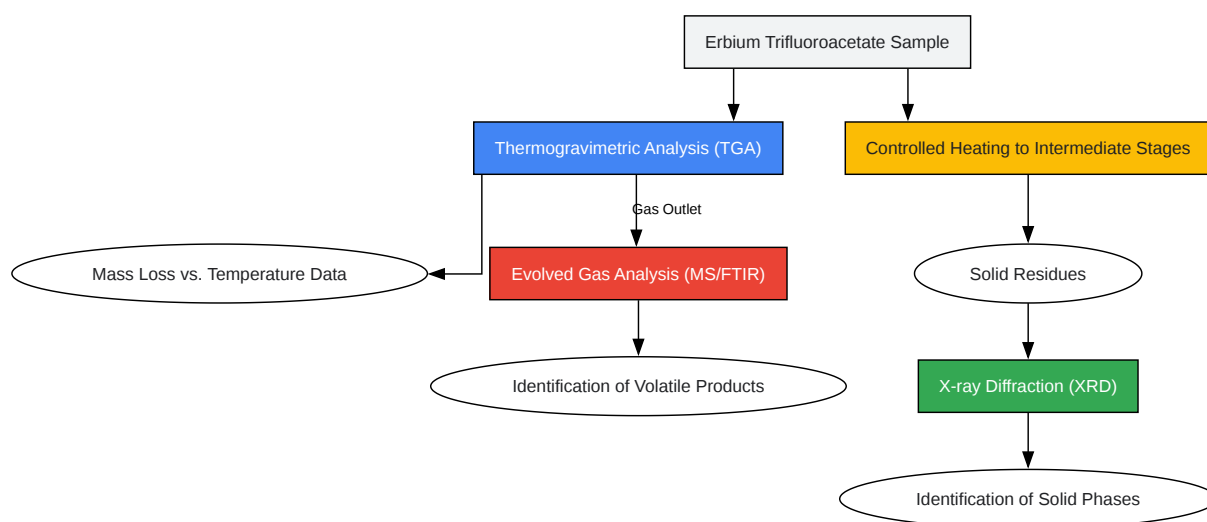 Erbium Trifluoroacetate Sample
Thermogravimetric Analysis (TGA)
Controlled Heating to Intermediate Stages
Gas Outlet
Mass Loss vs. Temperature Data
Evolved Gas Analysis (MS/FTIR)
Solid Residues
Identification of Volatile Products
X-ray Diffraction (XRD)
Identification of Solid Phases